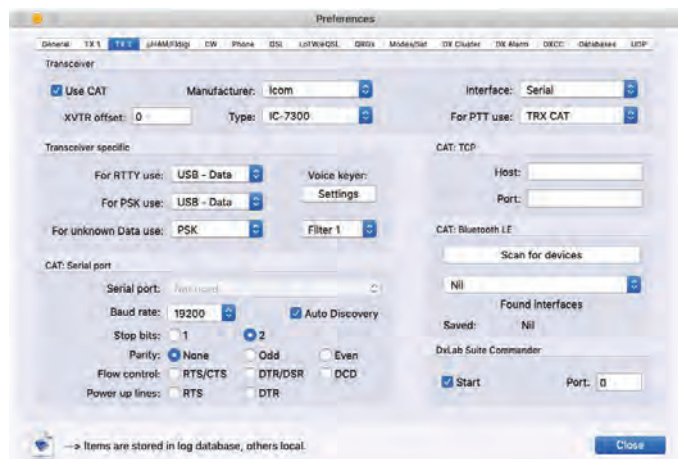 Preferences
General TX 1 TX 2 µHAM/Fldigi CW Phone QSL LoTW/eQSL QRGs Modes/Sat DX Cluster DX Alarm DXCC Databases UDP
Transceiver
Use CAT Manufacturer: Icom Interface: Serial
XVTR offset: 0 Type: IC-7300 For PTT use: TRX CAT
Transceiver specific CAT: TCP
For RTTY use: USB - Data Voice keyer: Host:
For PSK use: USB - Data Settings Port:
For unknown Data use: PSK Filter 1 CAT: Bluetooth LE
Scan for devices
CAT: Serial port
Serial port: Not used Nil
Baud rate: 19200 Auto Discovery Found Interfaces
Stop bits: 1 2 Saved: Nil
Parity: None Odd Even DxLab Suite Commander
Flow control: RTS/CTS DTR/DSR DCD Start Port: 0
Power up lines: RTS DTR
--> Items are stored in log database, others local. Close